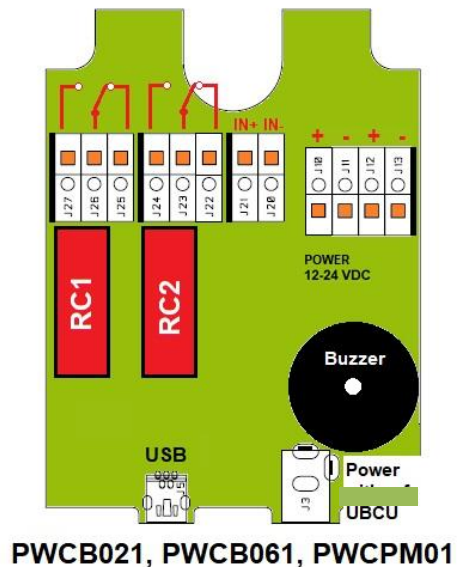 IN+ IN-
+ - + -
J27 J26 J25 J24 J23 J22 J21 J20
J10 J11 J12 J13
POWER
12-24 VDC
RC1 RC2
Buzzer
USB
J5
J3
Power
UBCU
PWCB021, PWCB061, PWCPM01